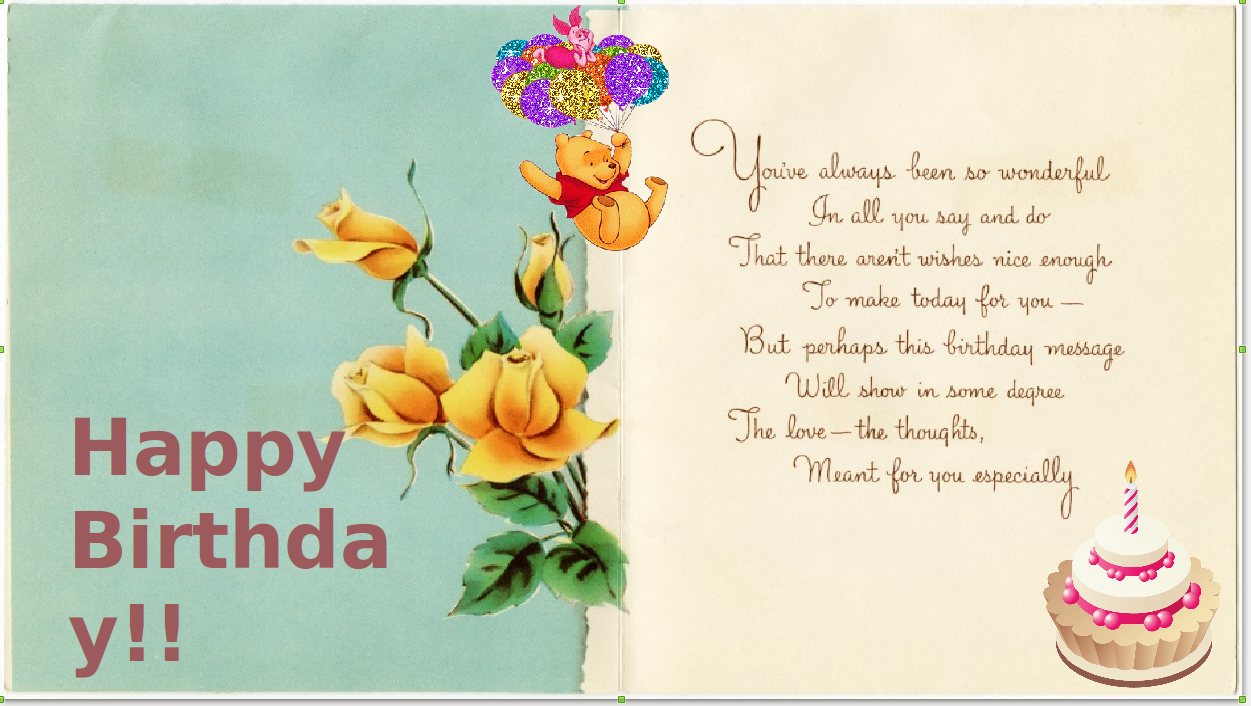 Happy
Birthda
y!!
You've always been so wonderful
In all you say and do
That there aren't wishes nice enough
To make today for you —
But perhaps this birthday message
Will show in some degree
The love — the thoughts,
Meant for you especially